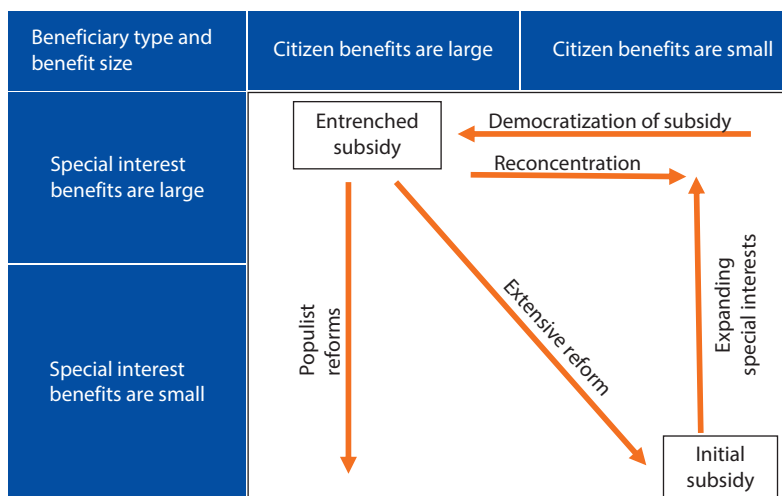 Beneficiary type and
benefit size
Citizen benefits are large
Citizen benefits are small
Special interest
benefits are large
Entrenched
subsidy
Democratization of subsidy
Reconcentration
Special interest
benefits are small
Populist
reforms
Extensive reform
Expanding
special interests
Initial
subsidy